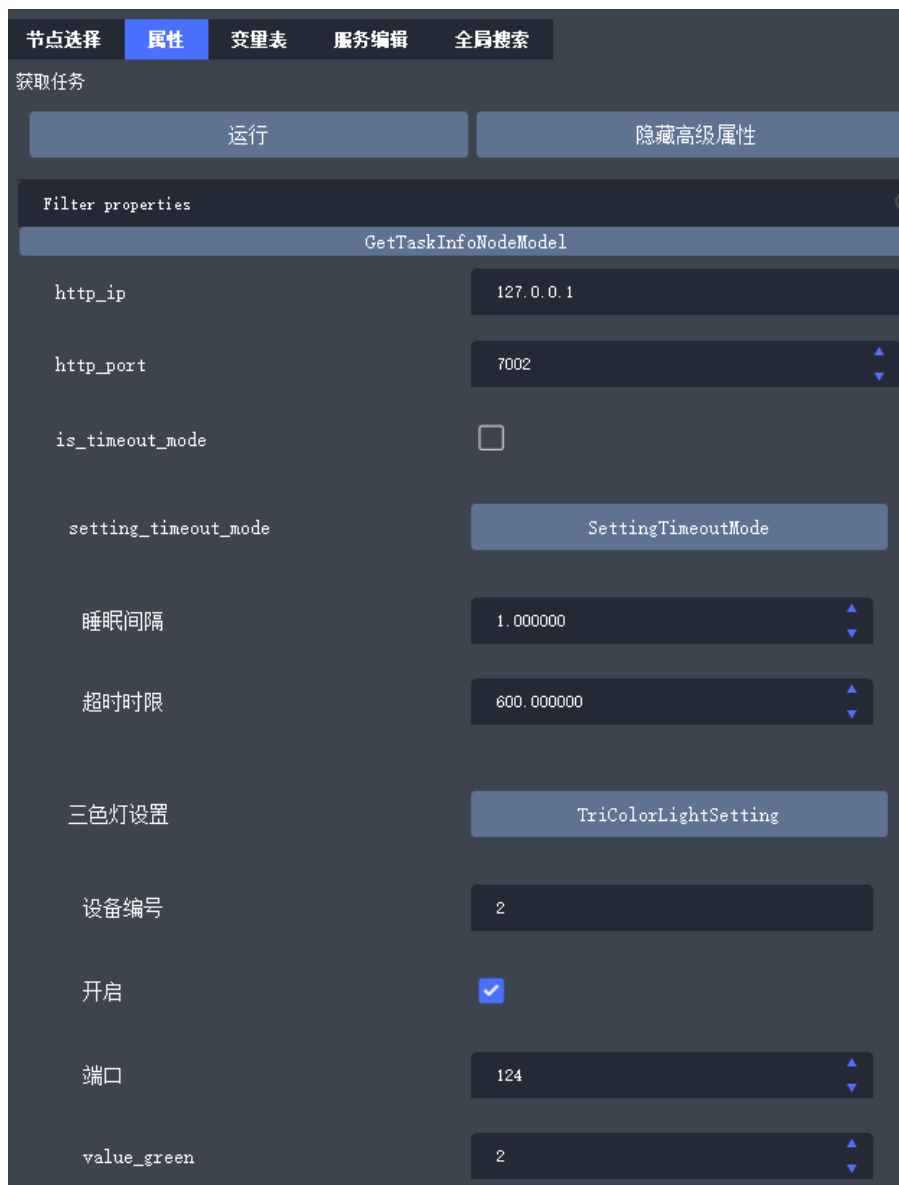 节点选择 属性 变量表 服务编辑 全局搜索
获取任务
运行 隐藏高级属性
Filter properties
GetTaskInfoNodeModel
http_ip 127.0.0.1
http_port 7002
is_timeout_mode
setting_timeout_mode SettingTimeoutMode
睡眠间隔 1.000000
超时时限 600.000000
三色灯设置 TriColorLightSetting
设备编号 2
开启
端口 124
value_green 2